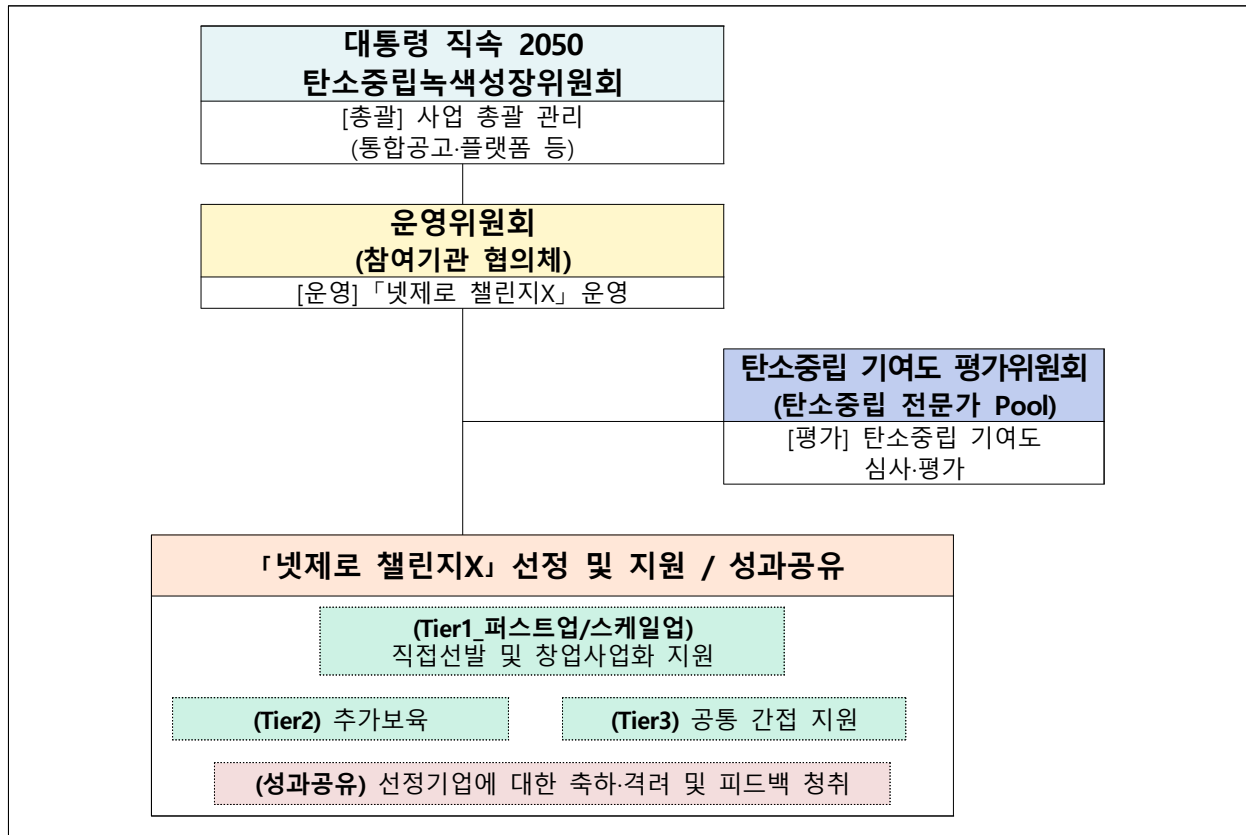 대통령 직속 2050
탄소중립녹색성장위원회
[총괄] 사업 총괄 관리
(통합공고·플랫폼 등)
운영위원회
(참여기관 협의체)
[운영]「넷제로 챌린지X」운영
탄소중립 기여도 평가위원회
(탄소중립 전문가 Pool)
[평가] 탄소중립 기여도
심사·평가
「넷제로 챌린지X」 선정 및 지원 / 성과공유
(Tier1_퍼스트업/스케일업)
직접선발 및 창업사업화 지원
(Tier2) 추가보육
(Tier3) 공통 간접 지원
(성과공유) 선정기업에 대한 축하·격려 및 피드백 청취